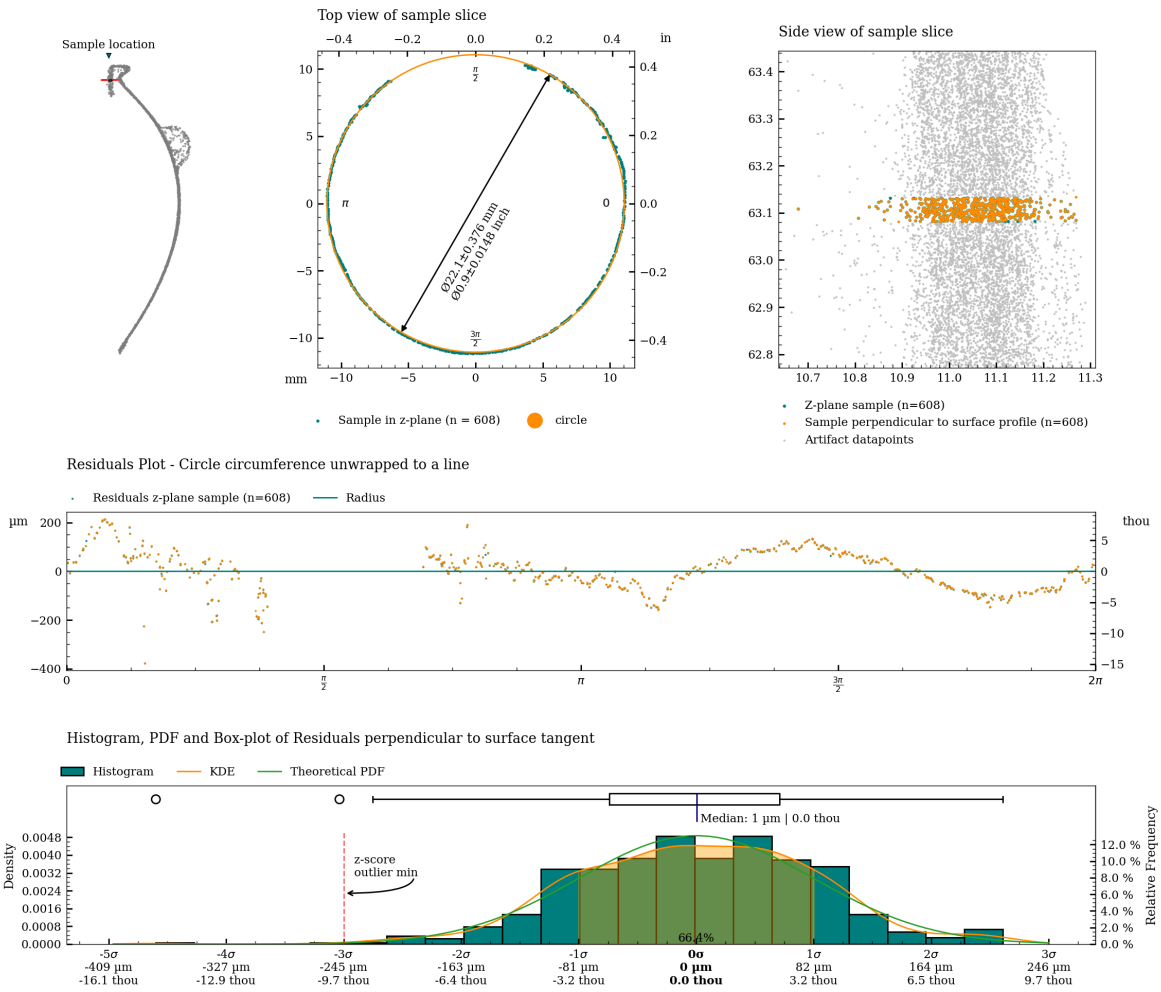 Top view of sample slice
Sample location
−0.4 −0.2 0.0 0.2 0.4 in
10
5
0
−5
−10
0.4
0.2
0.0
−0.2
−0.4
π/2
π
0
3π/2
Ø22.1±0.376 mm
Ø0.9±0.0148 inch
mm −10 −5 0 5 10
Sample in z-plane (n = 608) circle
Side view of sample slice
63.4
63.3
63.2
63.1
63.0
62.9
62.8
10.7 10.8 10.9 11.0 11.1 11.2 11.3
Z-plane sample (n=608)
Sample perpendicular to surface profile (n=608)
Artifact datapoints
Residuals Plot - Circle circumference unwrapped to a line
Residuals z-plane sample (n=608) Radius
µm thou
200
0
−200
−400
5
0
−5
−10
−15
0 π/2 π 3π/2 2π
Histogram, PDF and Box-plot of Residuals perpendicular to surface tangent
Histogram KDE Theoretical PDF
Median: 1 µm | 0.0 thou
z-score
outlier min
66.4%
Density
0.0048
0.0040
0.0032
0.0024
0.0016
0.0008
0.0000
Relative Frequency
12.0 %
10.0 %
8.0 %
6.0 %
4.0 %
2.0 %
0.0 %
-5σ -4σ -3σ -2σ -1σ 0σ 1σ 2σ 3σ
-409 µm -327 µm -245 µm -163 µm -81 µm 0 µm 82 µm 164 µm 246 µm
-16.1 thou -12.9 thou -9.7 thou -6.4 thou -3.2 thou 0.0 thou 3.2 thou 6.5 thou 9.7 thou